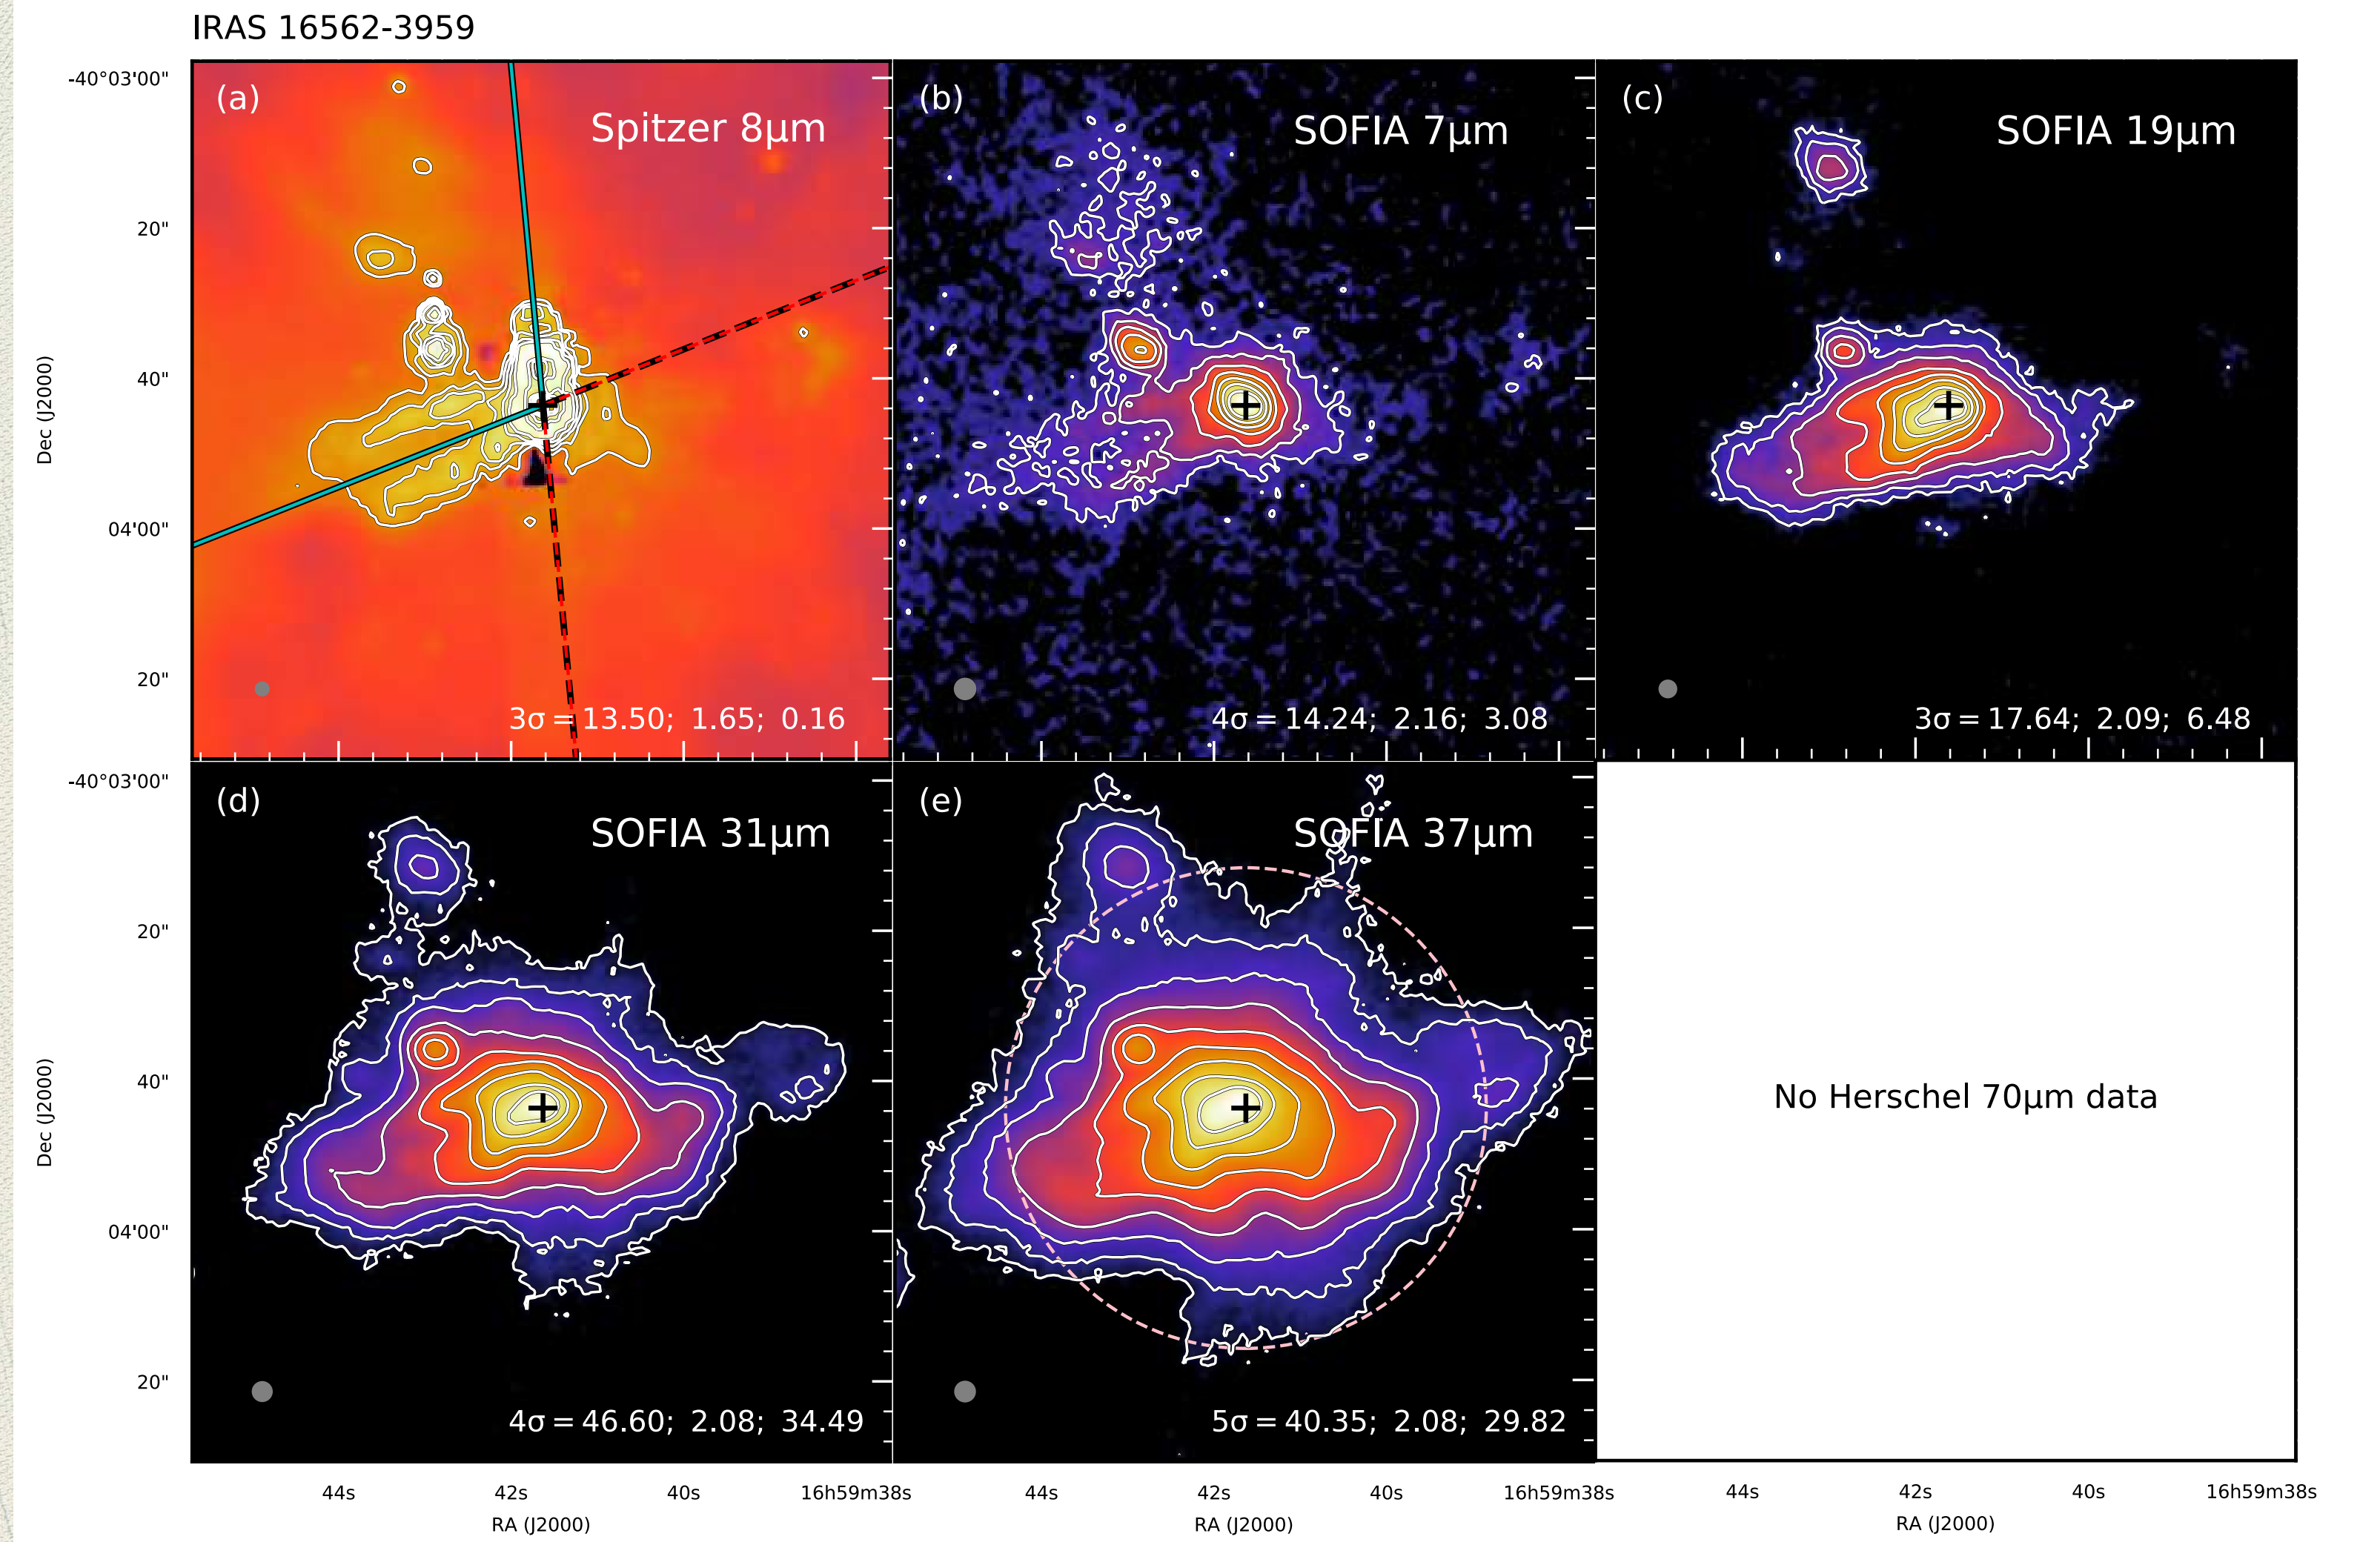 IRAS 16562-3959
(a)
Spitzer 8μm
3σ = 13.50; 1.65; 0.16
(b)
SOFIA 7μm
4σ = 14.24; 2.16; 3.08
(c)
SOFIA 19μm
3σ = 17.64; 2.09; 6.48
-40°03'00"
20"
40"
04'00"
20"
Dec (J2000)
(d)
SOFIA 31μm
4σ = 46.60; 2.08; 34.49
(e)
SOFIA 37μm
5σ = 40.35; 2.08; 29.82
No Herschel 70μm data
-40°03'00"
20"
40"
04'00"
20"
Dec (J2000)
44s 42s 40s 16h59m38s
RA (J2000)
44s 42s 40s 16h59m38s
RA (J2000)
44s 42s 40s 16h59m38s
RA (J2000)